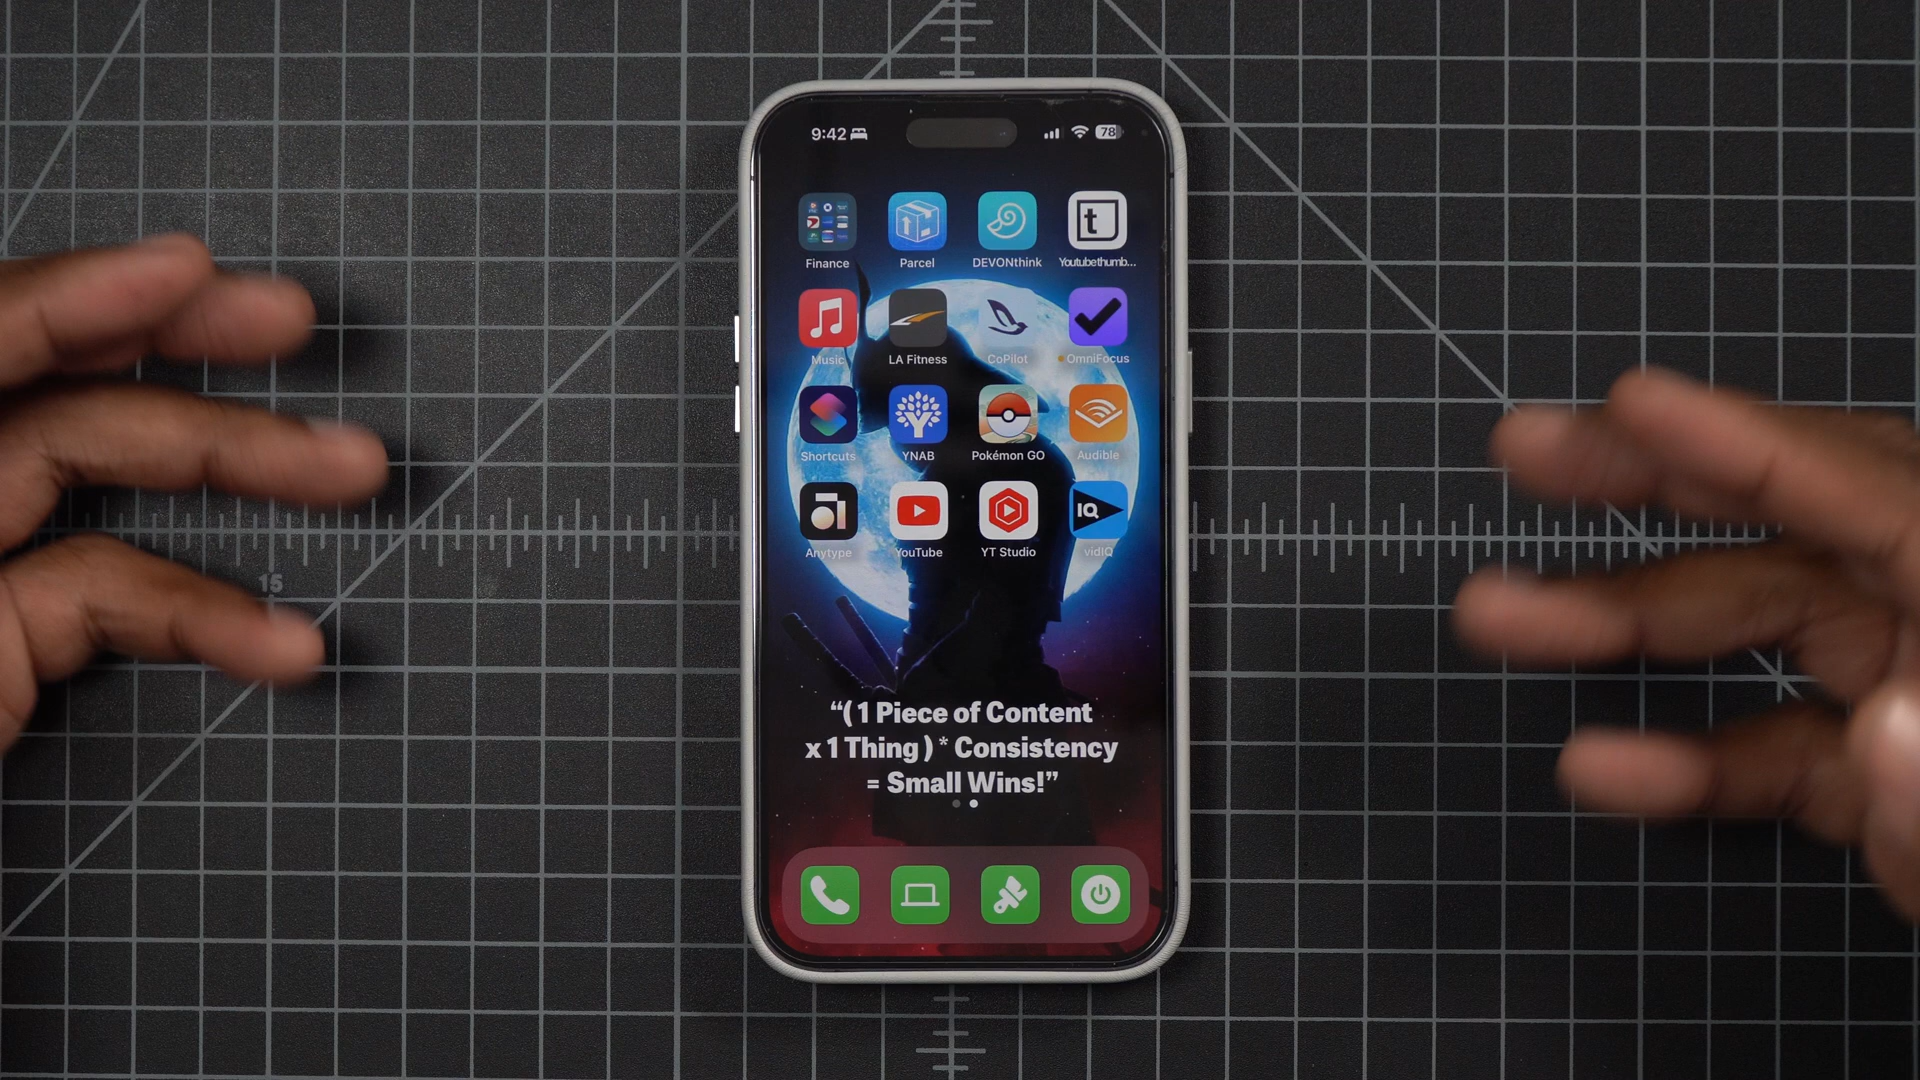 9:42
78
Finance Parcel DEVONthink Youtubethumb...
t
Music LA Fitness CoPilot OmniFocus
Shortcuts YNAB Pokémon GO Audible
IQ
Anytype YouTube YT Studio vidIQ
15
“(1 Piece of Content
x 1 Thing ) * Consistency
= Small Wins!”